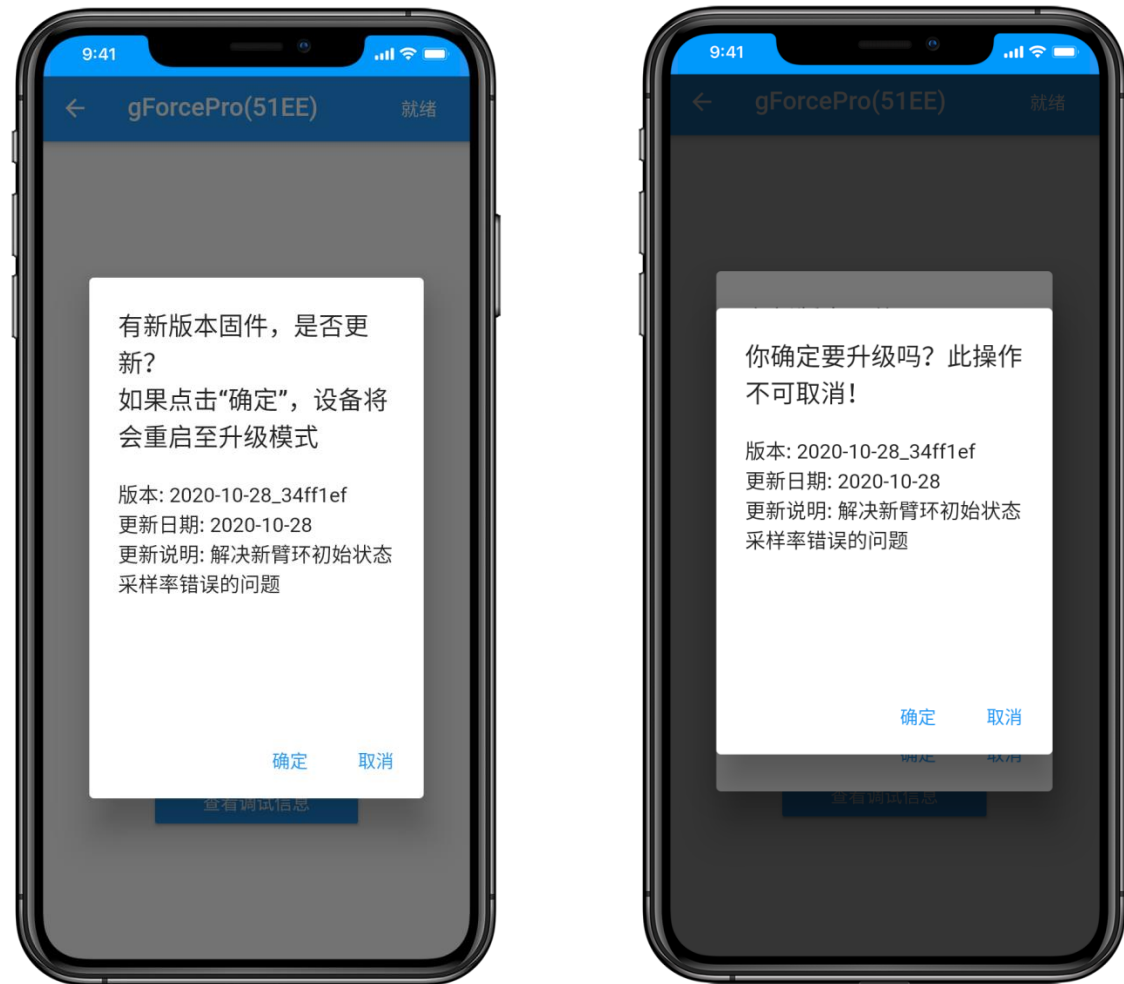 9:41
gForcePro(51EE)
就绪
有新版本固件，是否更
新？
如果点击“确定”，设备将
会重启至升级模式
版本: 2020-10-28_34ff1ef
更新日期: 2020-10-28
更新说明: 解决新臂环初始状态
采样率错误的问题
确定 取消
查看调试信息
9:41
gForcePro(51EE)
就绪
你确定要升级吗？此操作
不可取消！
版本: 2020-10-28_34ff1ef
更新日期: 2020-10-28
更新说明: 解决新臂环初始状态
采样率错误的问题
确定 取消
确定 取消
查看调试信息